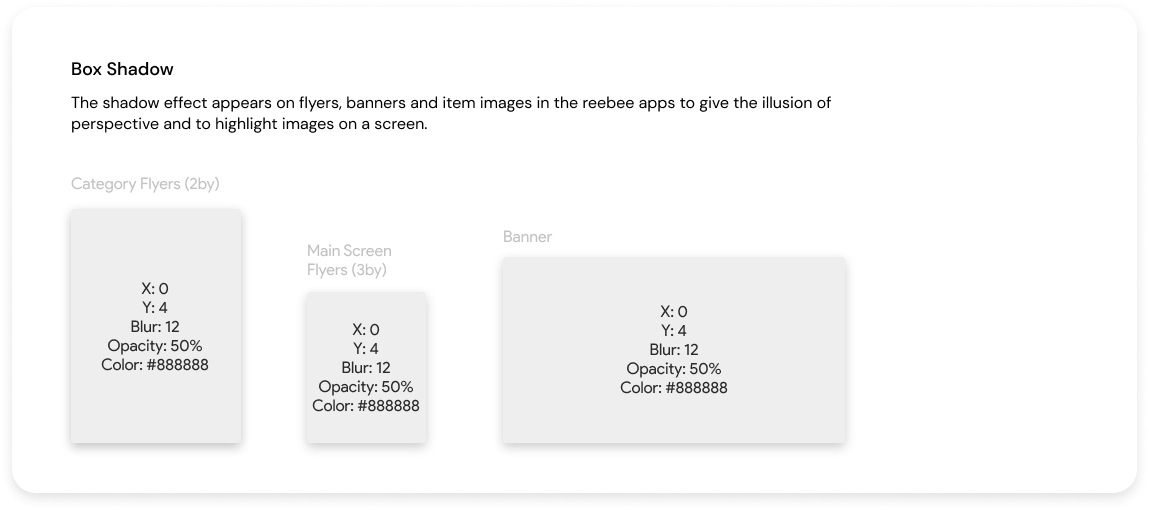 Box Shadow
The shadow effect appears on flyers, banners and item images in the reebee apps to give the illusion of
perspective and to highlight images on a screen.
Category Flyers (2by)
X: 0
Y: 4
Blur: 12
Opacity: 50%
Color: #888888
Main Screen
Flyers (3by)
X: 0
Y: 4
Blur: 12
Opacity: 50%
Color: #888888
Banner
X: 0
Y: 4
Blur: 12
Opacity: 50%
Color: #888888